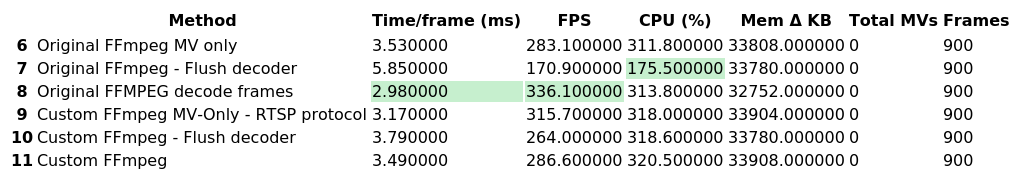 Method Time/frame (ms) FPS CPU (%) Mem Δ KB Total MVs Frames
6 Original FFmpeg MV only 3.530000 283.100000 311.800000 33808.000000 0 900
7 Original FFmpeg - Flush decoder 5.850000 170.900000 175.500000 33780.000000 0 900
8 Original FFMPEG decode frames 2.980000 336.100000 313.800000 32752.000000 0 900
9 Custom FFmpeg MV-Only - RTSP protocol 3.170000 315.700000 318.000000 33904.000000 0 900
10 Custom FFmpeg - Flush decoder 3.790000 264.000000 318.600000 33780.000000 0 900
11 Custom FFmpeg 3.490000 286.600000 320.500000 33908.000000 0 900